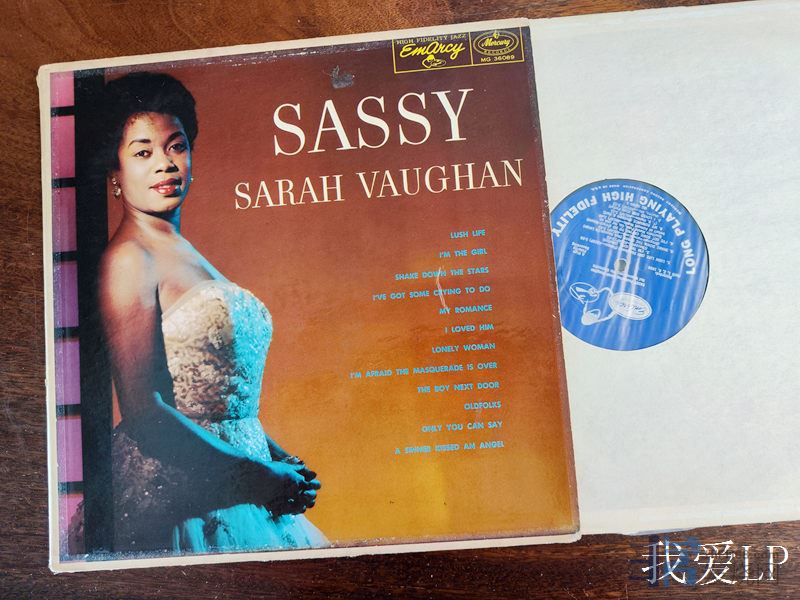 HIGH FIDELITY JAZZ
EmArcy
Mercury
RECORDS
MG 36089
SASSY
SARAH VAUGHAN
LUSH LIFE
I'M THE GIRL
SHAKE DOWN THE STARS
I'VE GOT SOME CRYING TO DO
MY ROMANCE
I LOVED HIM
LONELY WOMAN
I'M AFRAID THE MASQUERADE IS OVER
THE BOY NEXT DOOR
OLDFOLKS
ONLY YOU CAN SAY
A SINNER KISSED AN ANGEL
LONG PLAYING HIGH FIDELITY
我爱LP